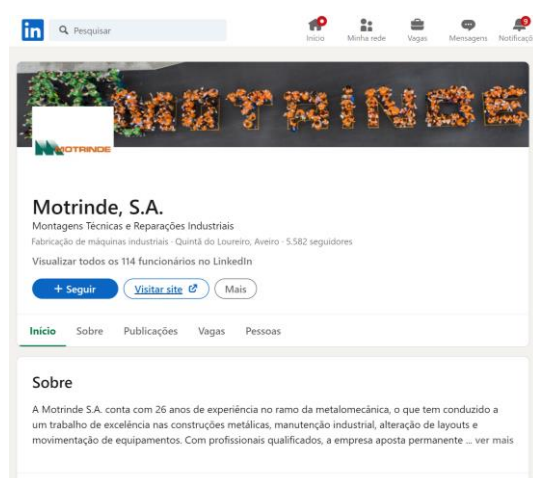 in
Pesquisar
Início
Minha rede
Vagas
Mensagens
9
Notificaçõ
MOTRINDE
MOTRINDE
Motrinde, S.A.
Montagens Técnicas e Reparações Industriais
Fabricação de máquinas industriais · Quintã do Loureiro, Aveiro · 5.582 seguidores
Visualizar todos os 114 funcionários no LinkedIn
+ Seguir
Visitar site
Mais
Início
Sobre
Publicações
Vagas
Pessoas
Sobre
A Motrinde S.A. conta com 26 anos de experiência no ramo da metalomecânica, o que tem conduzido a
um trabalho de excelência nas construções metálicas, manutenção industrial, alteração de layouts e
movimentação de equipamentos. Com profissionais qualificados, a empresa aposta permanente ... ver mais